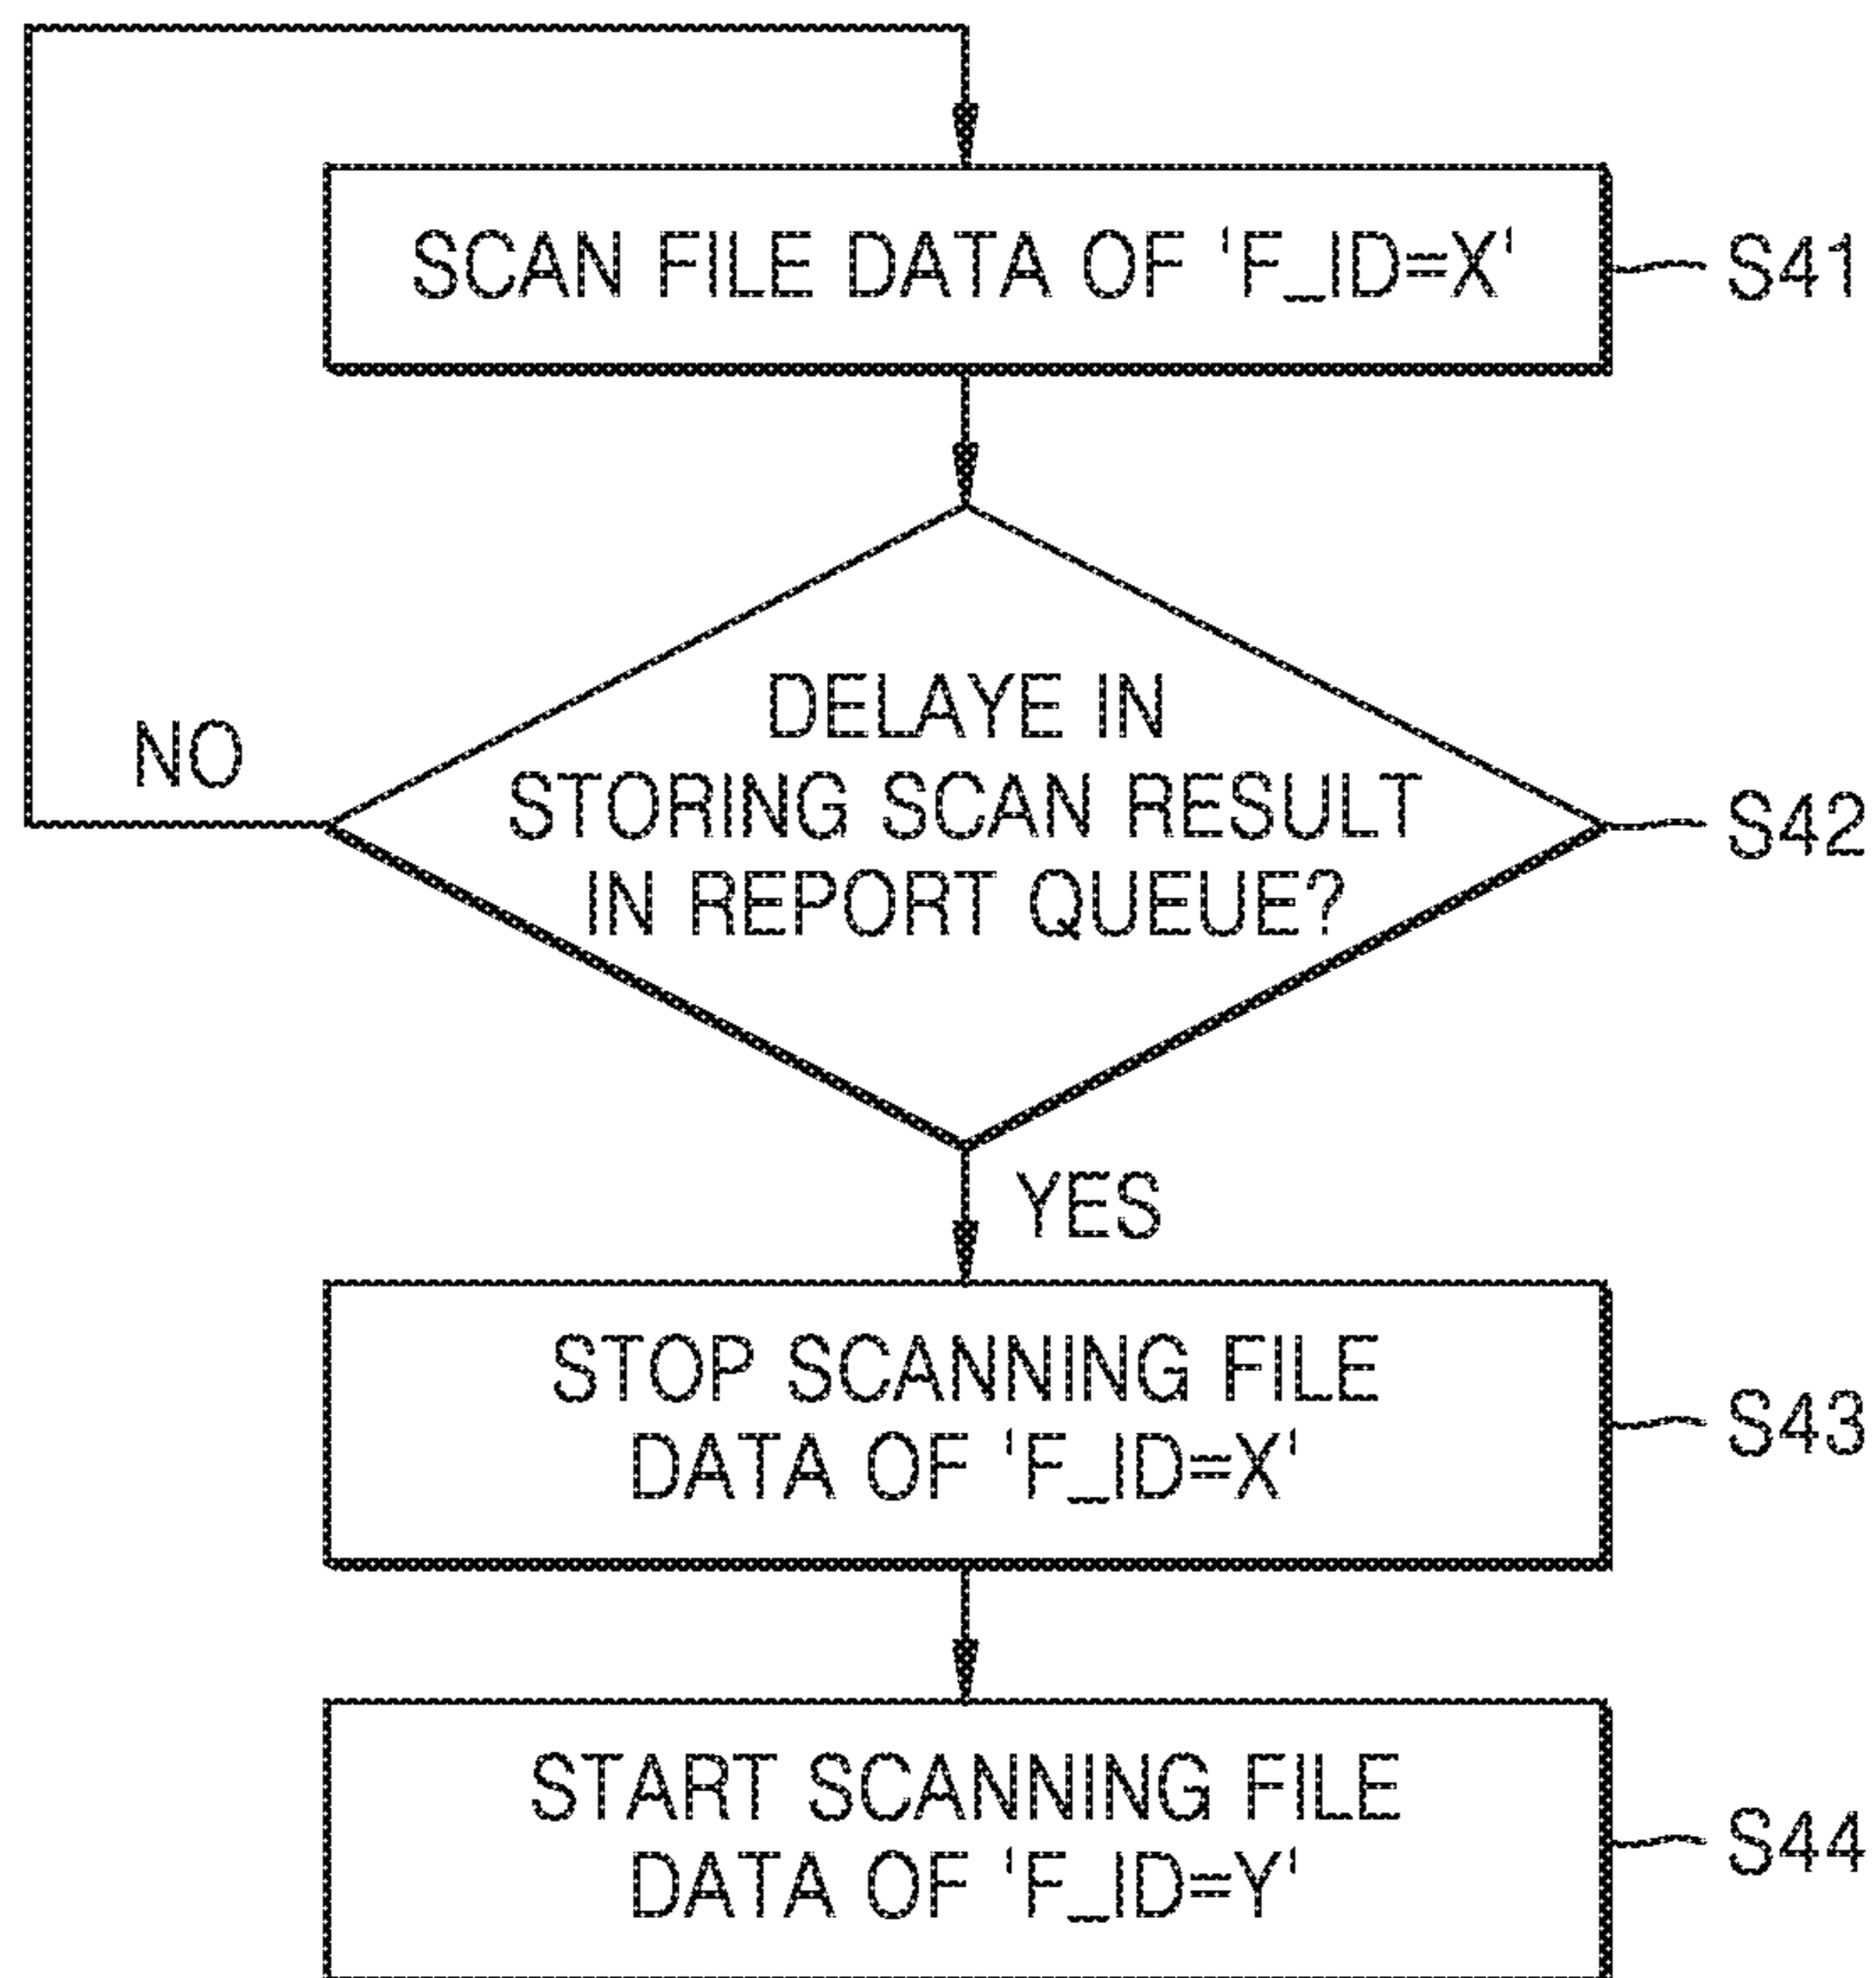 SCAN FILE DATA OF 'F_ID=X'
S41
DELAYE IN
STORING SCAN RESULT
IN REPORT QUEUE?
S42
NO
YES
STOP SCANNING FILE
DATA OF 'F_ID=X'
S43
START SCANNING FILE
DATA OF 'F_ID=Y'
S44